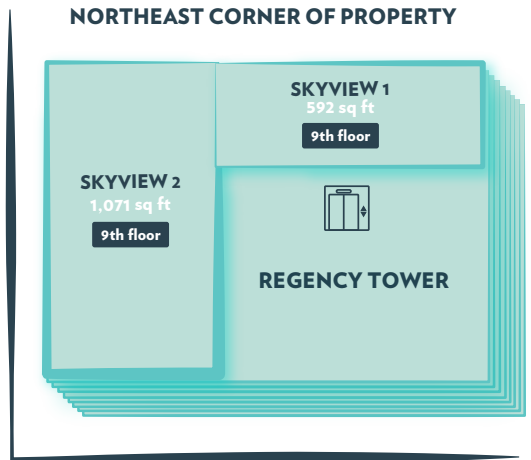 NORTHEAST CORNER OF PROPERTY
SKYVIEW 1
592 sq ft
9th floor
SKYVIEW 2
1,071 sq ft
9th floor
REGENCY TOWER